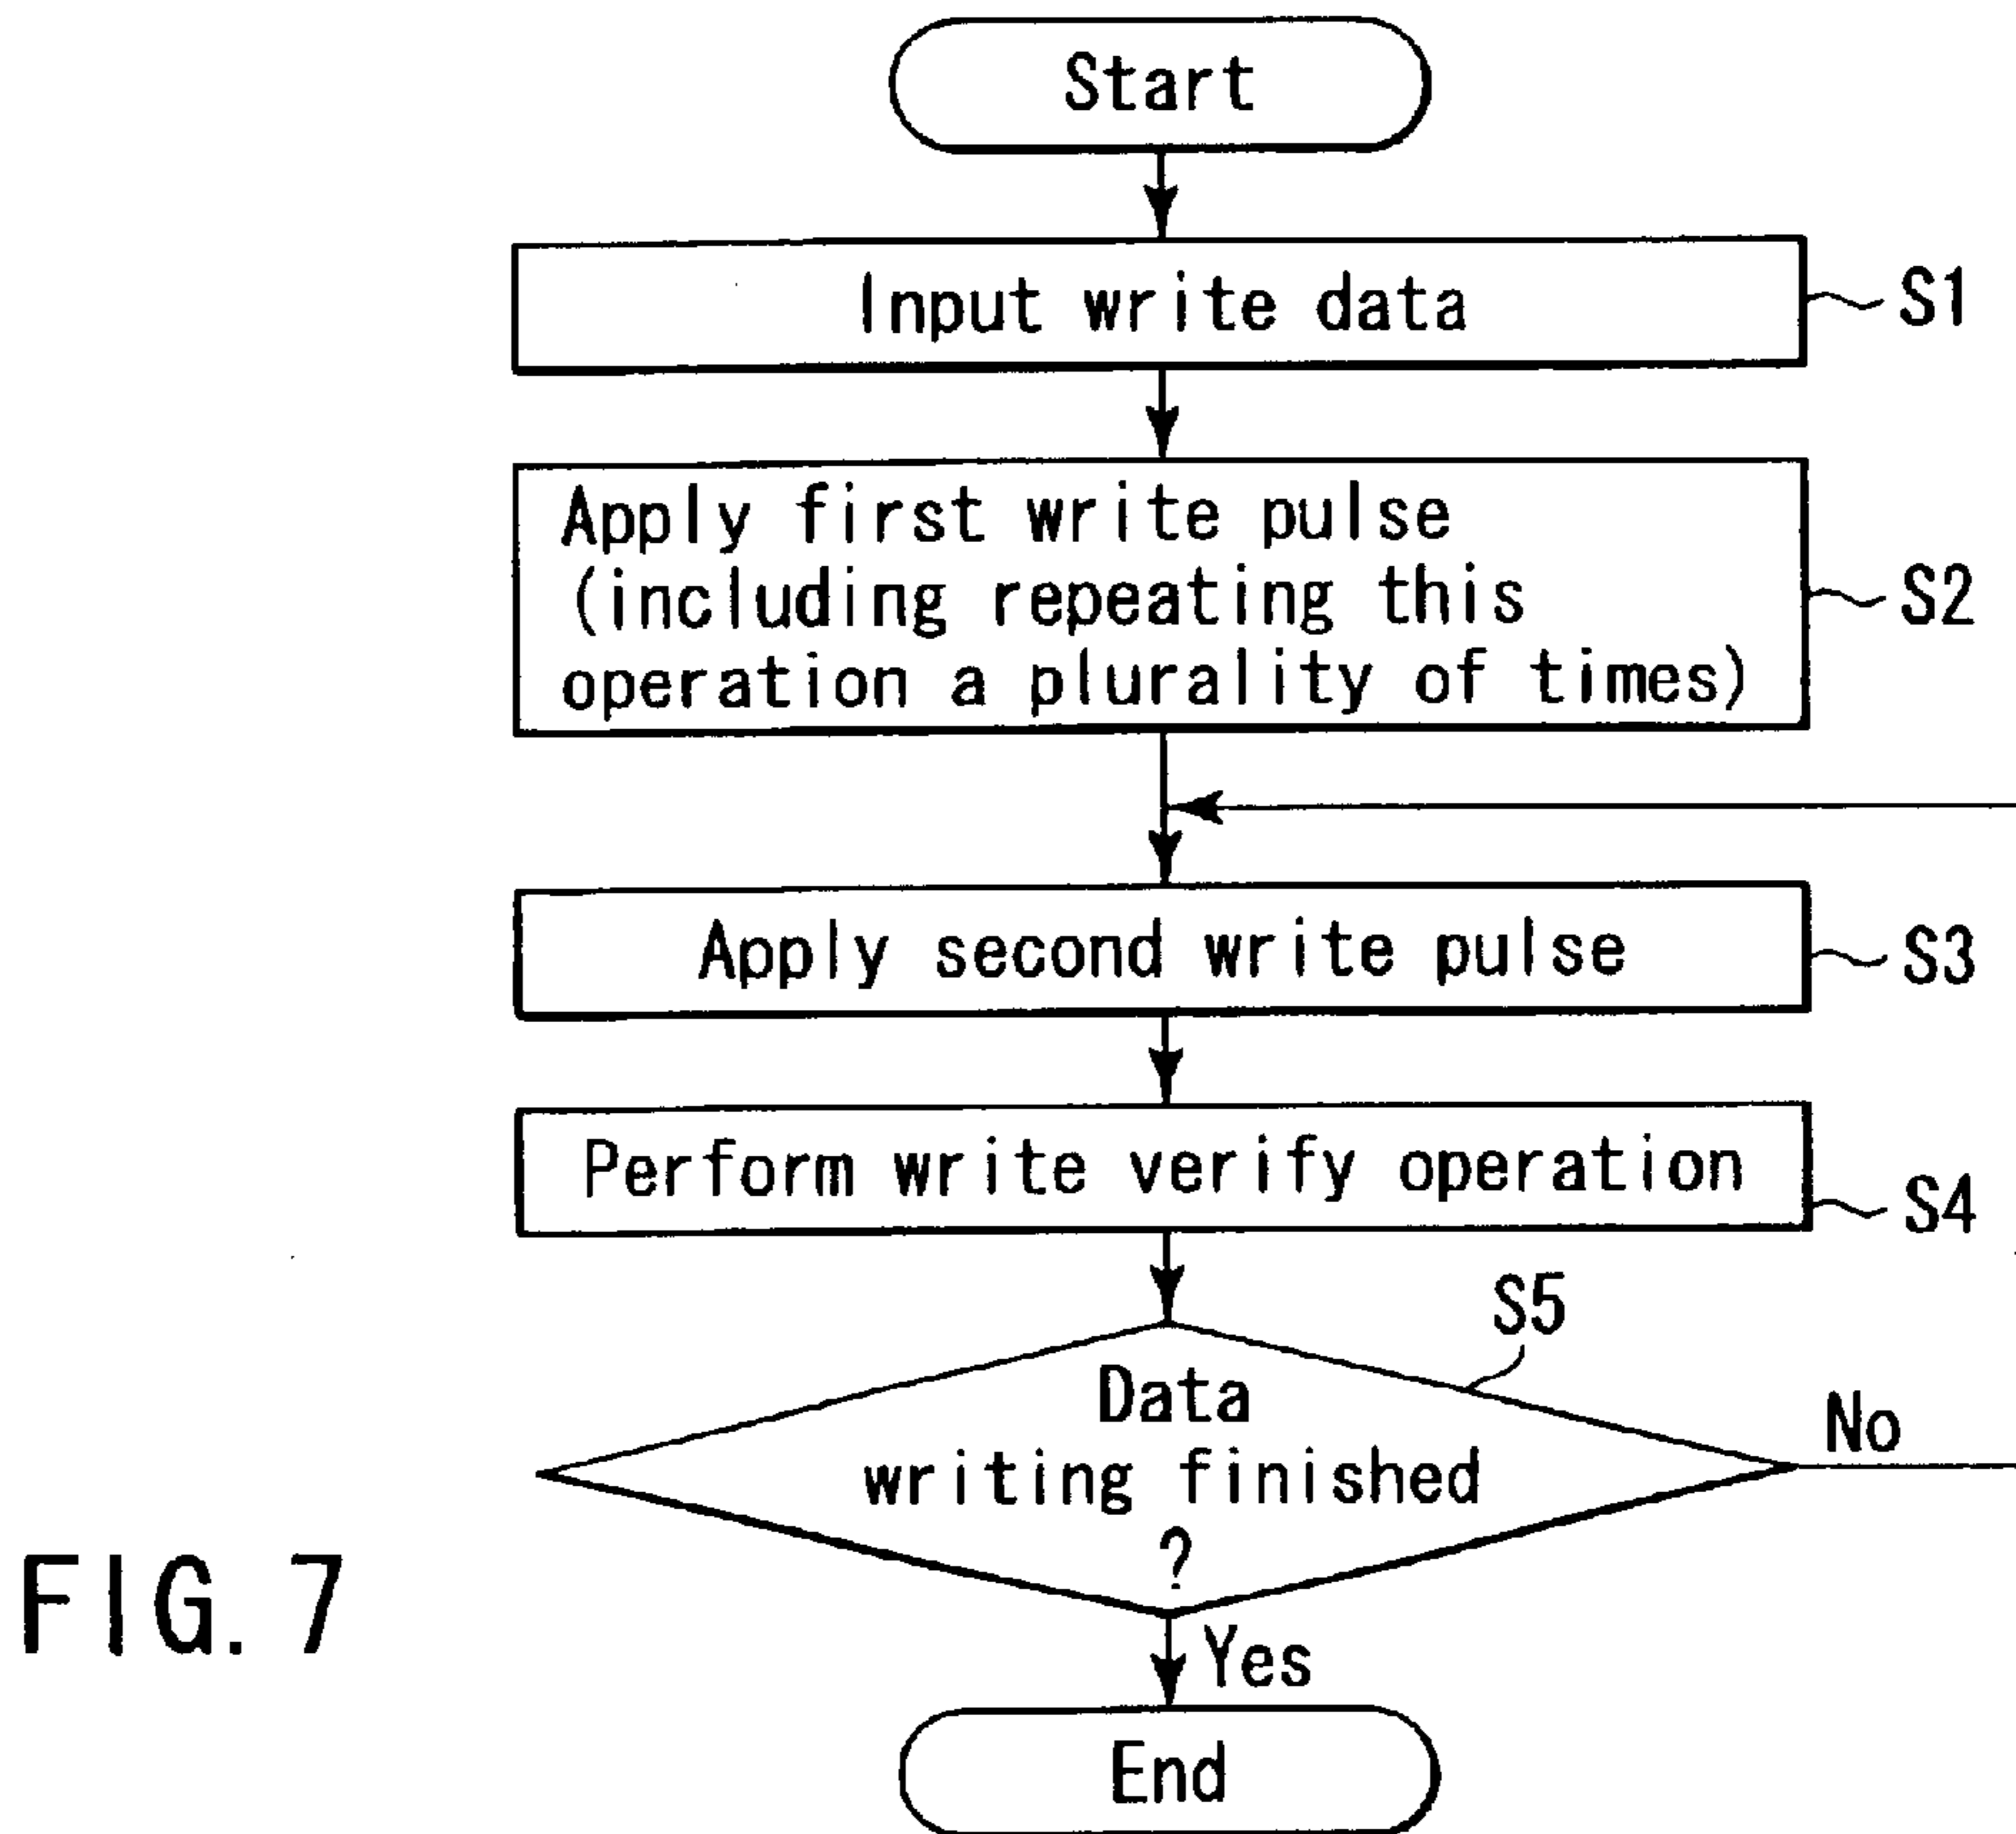 Start
Input write data
S1
Apply first write pulse
(including repeating this
operation a plurality of times)
S2
Apply second write pulse
S3
Perform write verify operation
S4
S5
Data
writing finished
?
No
Yes
End
FIG. 7